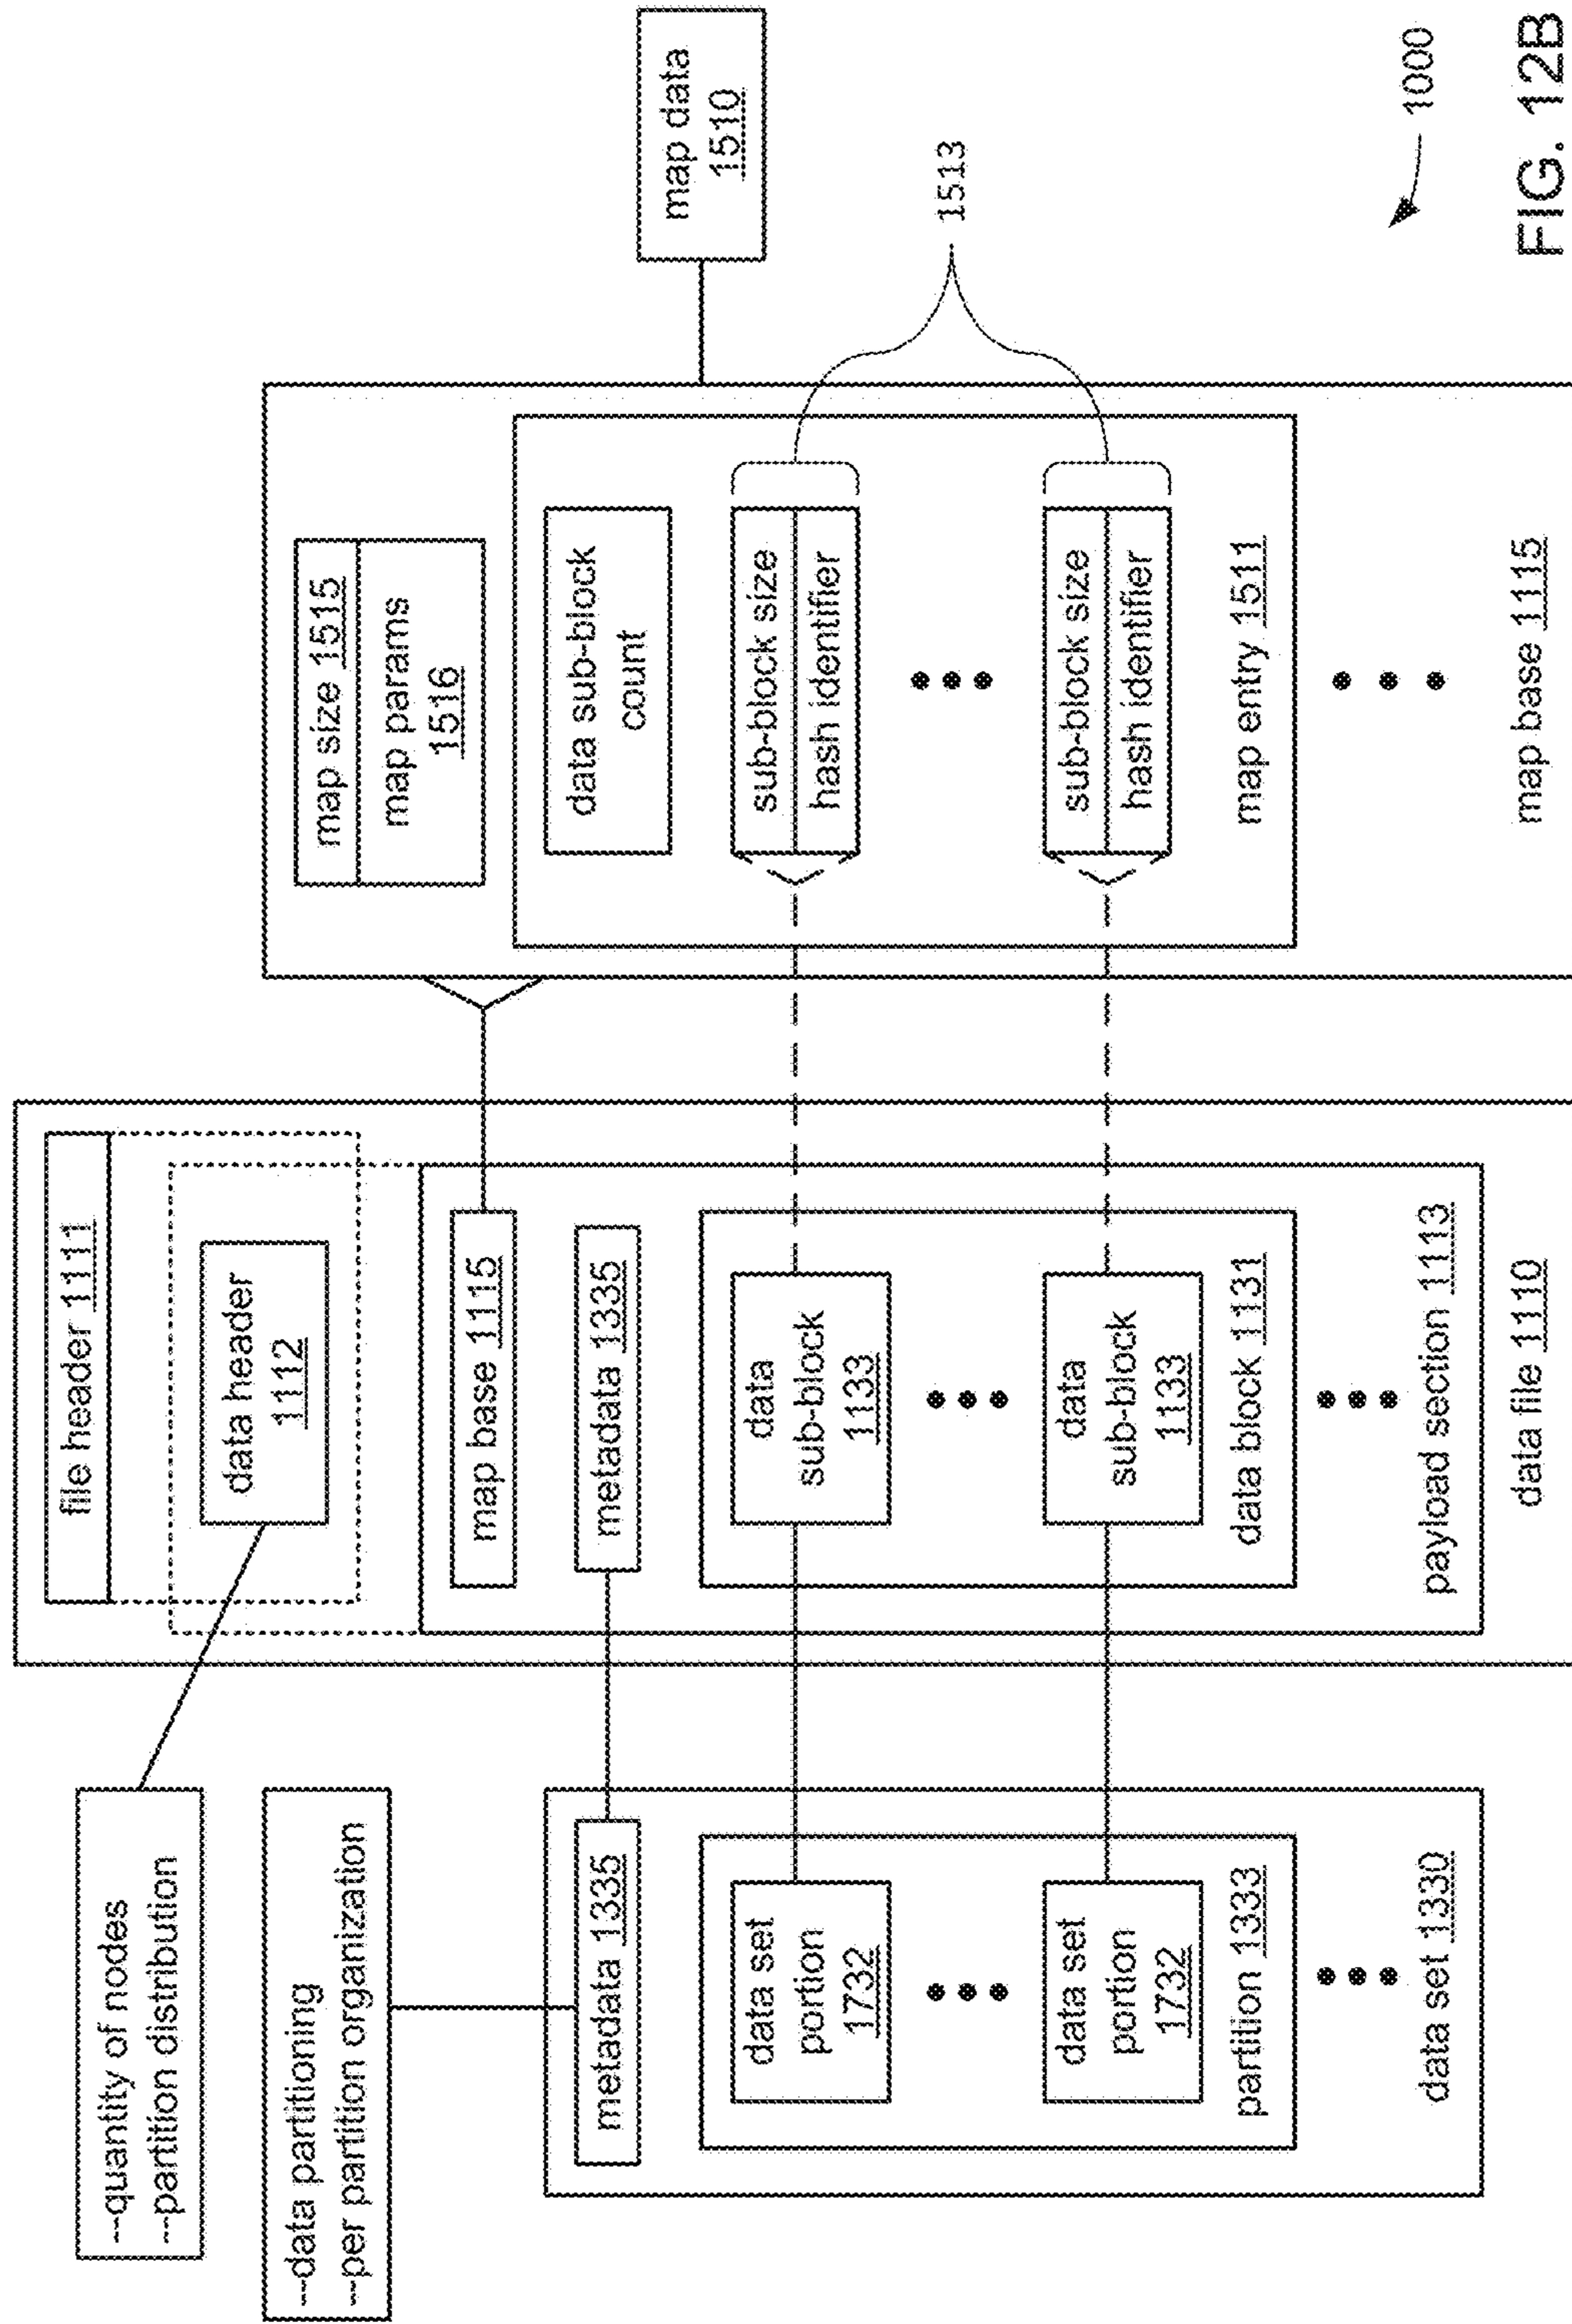 --quantity of nodes
--partition distribution
--data partitioning
--per partition organization
metadata 1335
data set
portion
1732
data set
portion
1732
partition 1333
data set 1330
file header 1111
data header
1112
map base 1115
metadata 1335
data
sub-block
1133
data
sub-block
1133
data block 1131
payload section 1113
data file 1110
map size 1515
map params
1516
data sub-block
count
sub-block size
hash identifier
sub-block size
hash identifier
map entry 1511
map base 1115
map data
1510
1513
1000
FIG. 12B